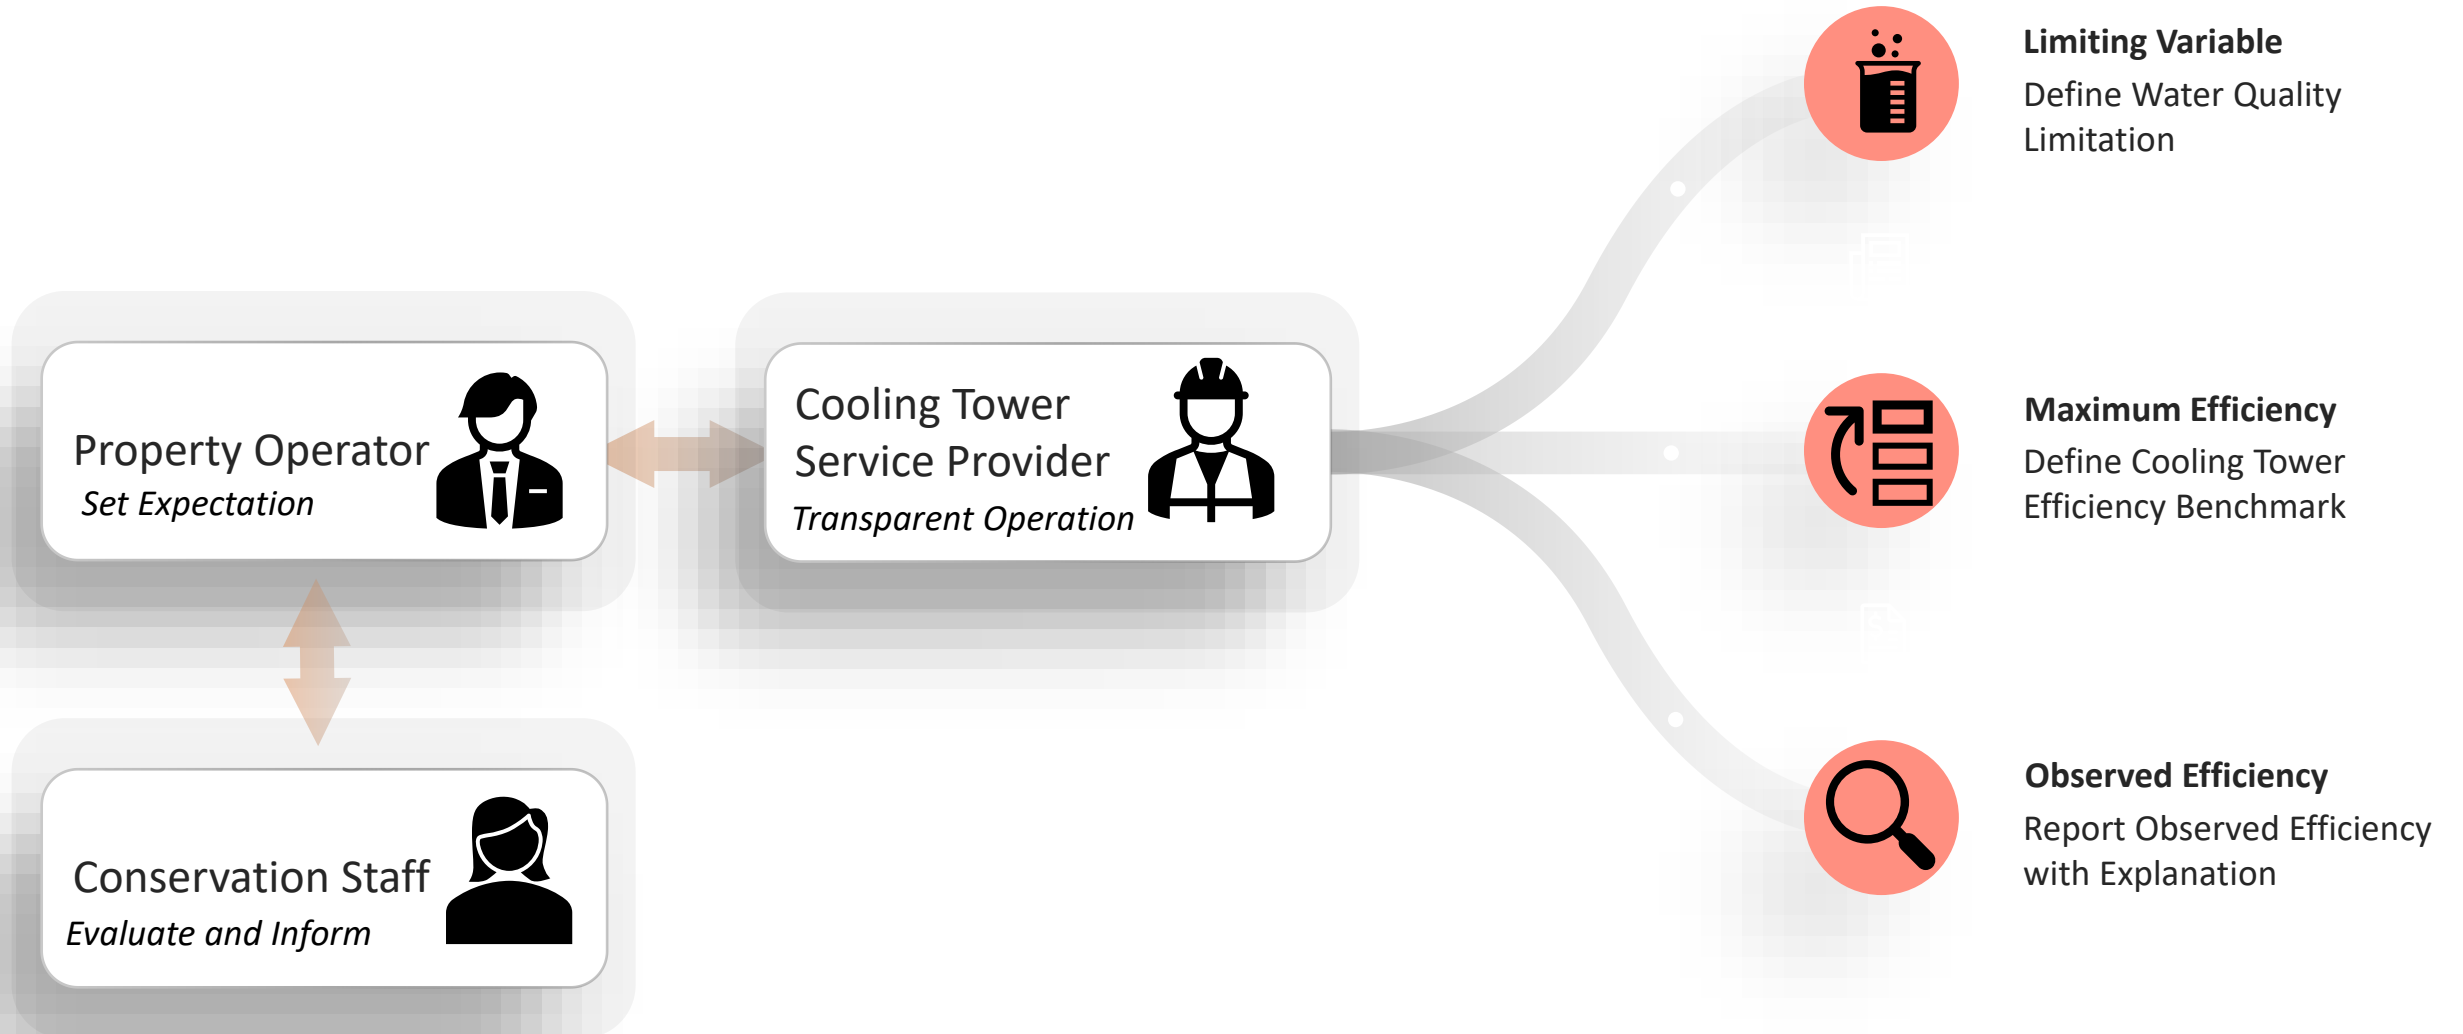 Property Operator
Set Expectation
Conservation Staff
Evaluate and Inform
Cooling Tower
Service Provider
Transparent Operation
Limiting Variable
Define Water Quality
Limitation
Maximum Efficiency
Define Cooling Tower
Efficiency Benchmark
Observed Efficiency
Report Observed Efficiency
with Explanation